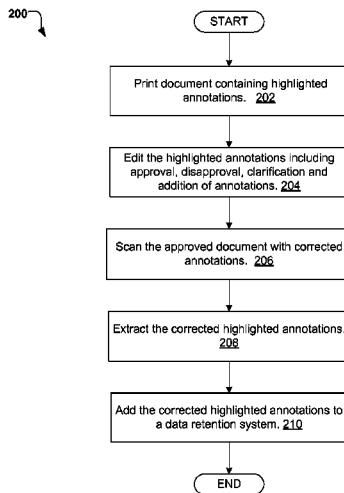 200
START
Print document containing highlighted
annotations. 202
Edit the highlighted annotations including
approval, disapproval, clarification and
addition of annotations. 204
Scan the approved document with corrected
annotations. 206
Extract the corrected highlighted annotations.
208
Add the corrected highlighted annotations to
a data retention system. 210
END